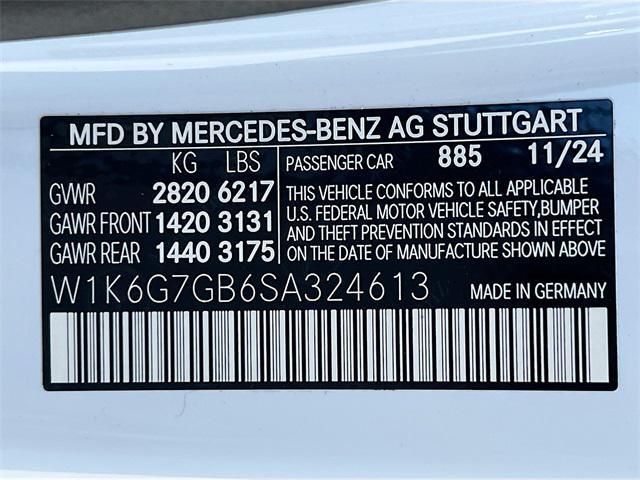 MFD BY MERCEDES-BENZ AG STUTTGART
KG LBS PASSENGER CAR 885 11/24
GVWR 2820 6217
GAWR FRONT 1420 3131
GAWR REAR 1440 3175
THIS VEHICLE CONFORMS TO ALL APPLICABLE
U.S. FEDERAL MOTOR VEHICLE SAFETY,BUMPER
AND THEFT PREVENTION STANDARDS IN EFFECT
ON THE DATE OF MANUFACTURE SHOWN ABOVE
W1K6G7GB6SA324613 MADE IN GERMANY